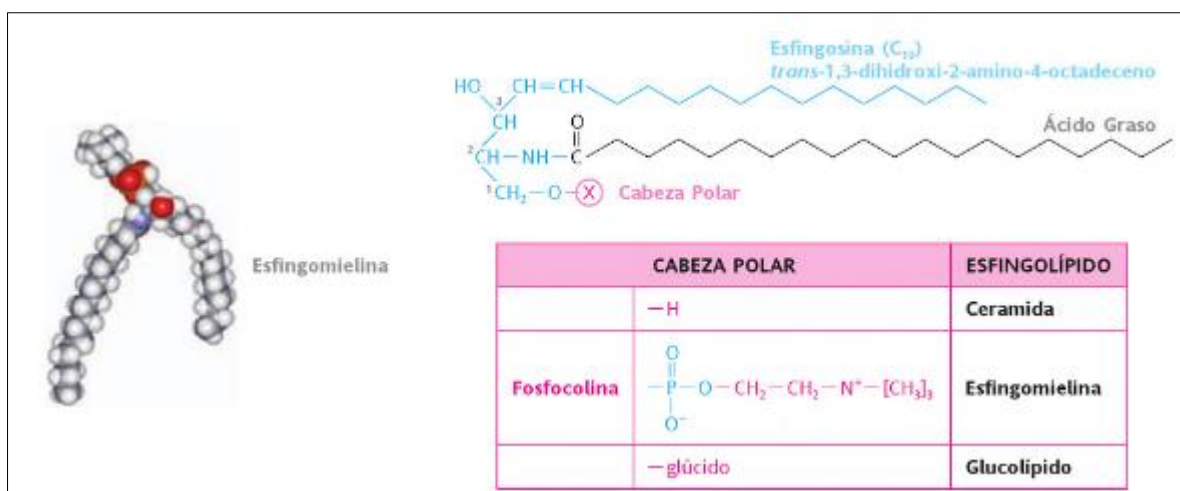 Esfingosina (C₁₉)
trans-1,3-dihidroxi-2-amino-4-octadeceno
HO 3 CH=CH
CH
O
Ácido Graso
2 CH—NH—C
1 CH₂—O—X Cabeza Polar
Esfingomielina
CABEZA POLAR ESFINGOLÍPIDO
—H Ceramida
O
Fosfocolina —P—O—CH₂—CH₂—N⁺—[CH₃]₃ Esfingomielina
O⁻
—glúcido Glucolípido